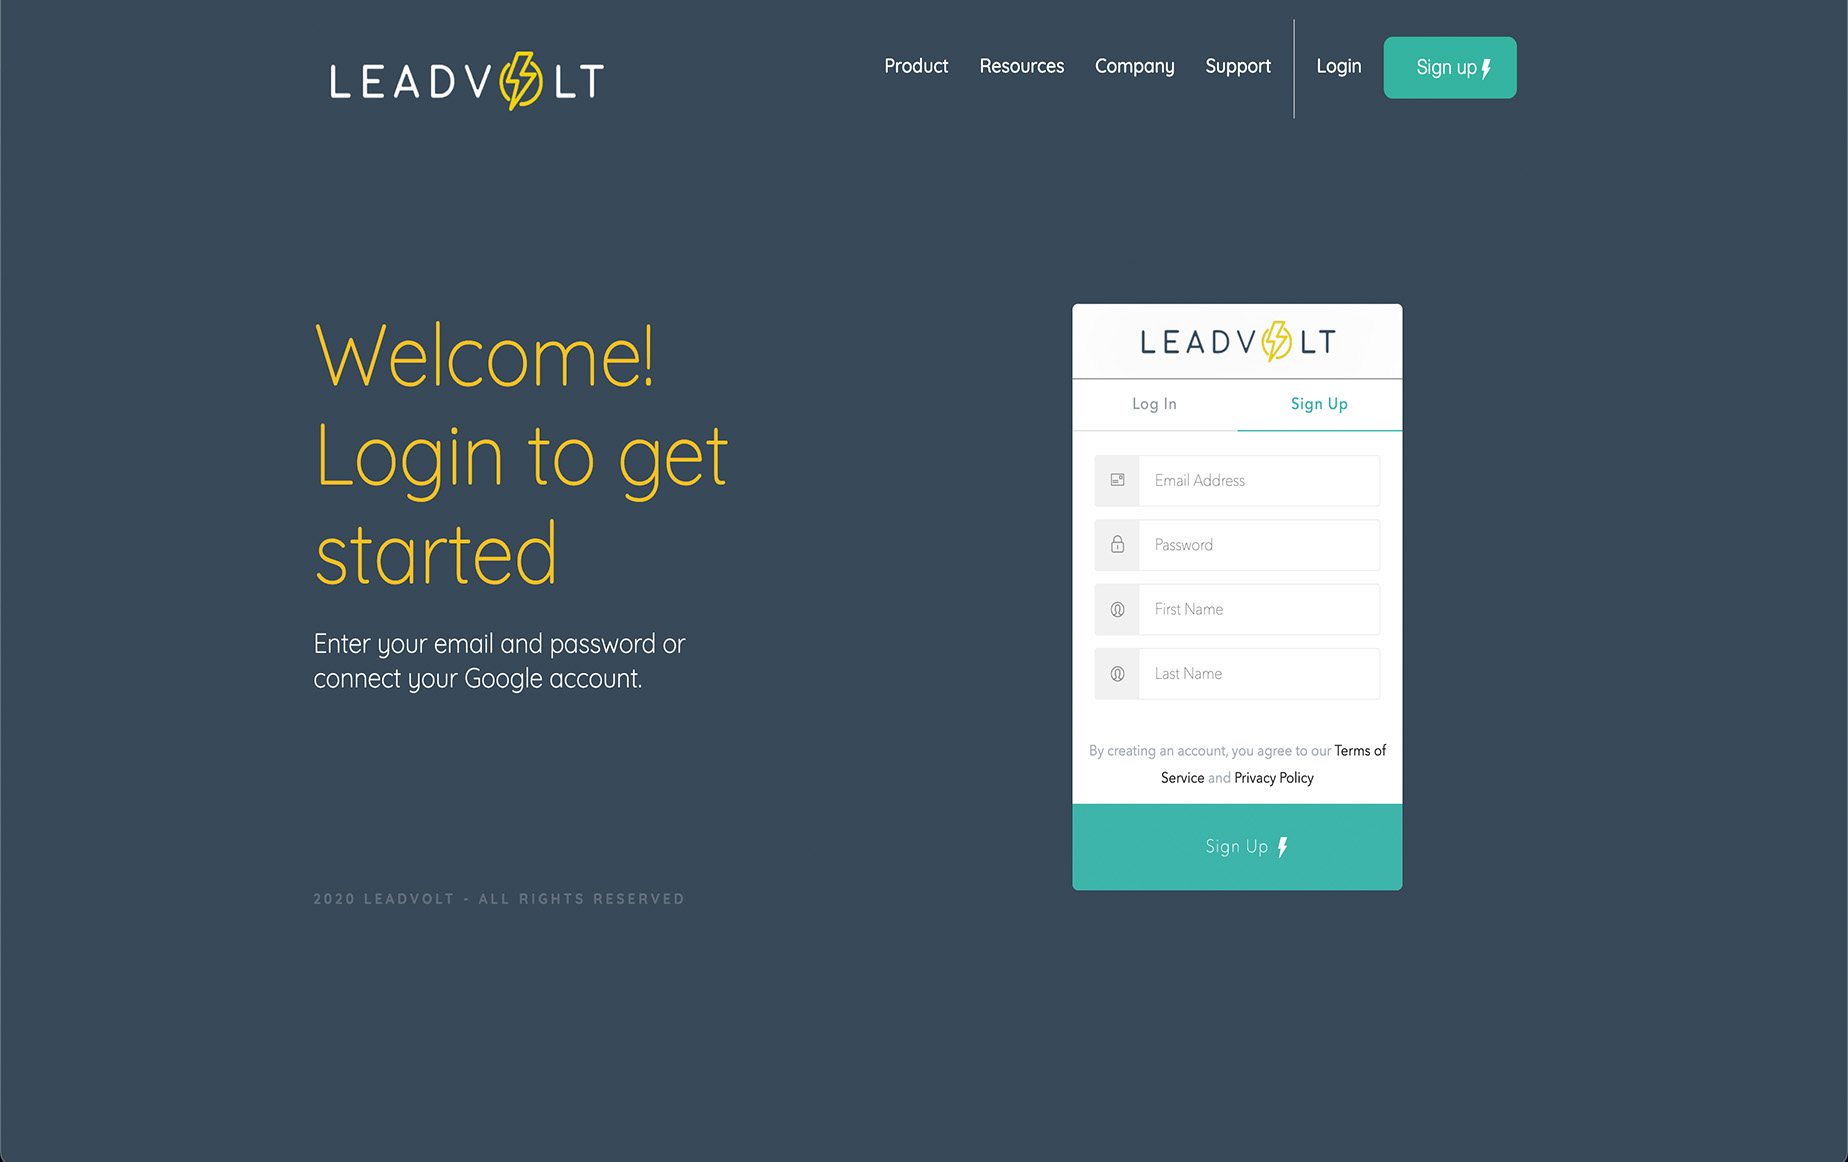 LEADVOLT
Product Resources Company Support Login Sign up
Welcome!
Login to get
started
Enter your email and password or
connect your Google account.
2020 LEADVOLT - ALL RIGHTS RESERVED
LEADVOLT
Log In Sign Up
Email Address
Password
First Name
Last Name
By creating an account, you agree to our Terms of
Service and Privacy Policy
Sign Up